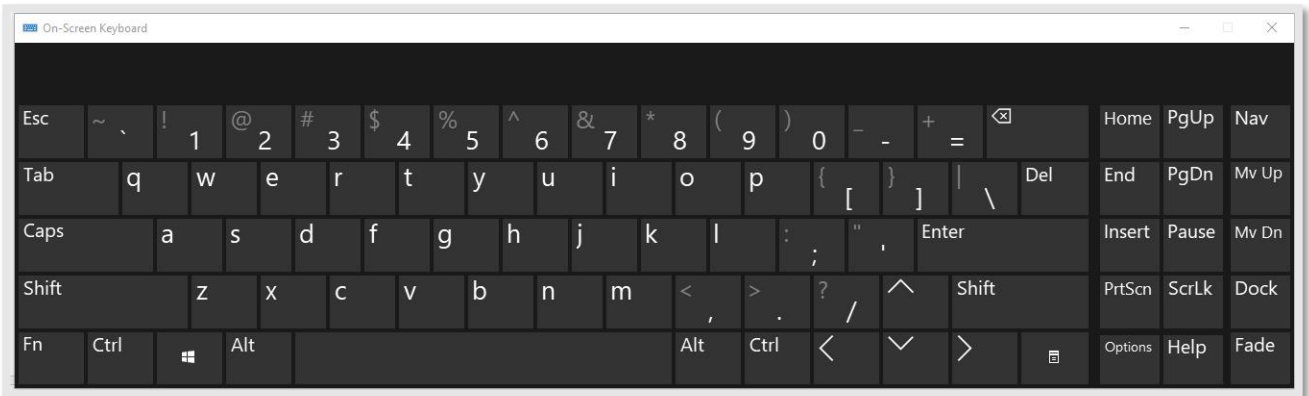 On-Screen Keyboard
Esc ~ ` ! 1 @ 2 # 3 $ 4 % 5 ^ 6 & 7 * 8 ( 9 ) 0 _ - + = Home PgUp Nav
Tab q w e r t y u i o p { [ } ] | \ Del End PgDn Mv Up
Caps a s d f g h j k l : ; " ' Enter Insert Pause Mv Dn
Shift z x c v b n m < , > . ? / Shift PrtScn ScrLk Dock
Fn Ctrl Alt Alt Ctrl Options Help Fade